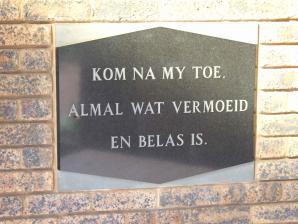 KOM NA MY TOE,
ALMAL WAT VERMOEID
EN BELAS IS.